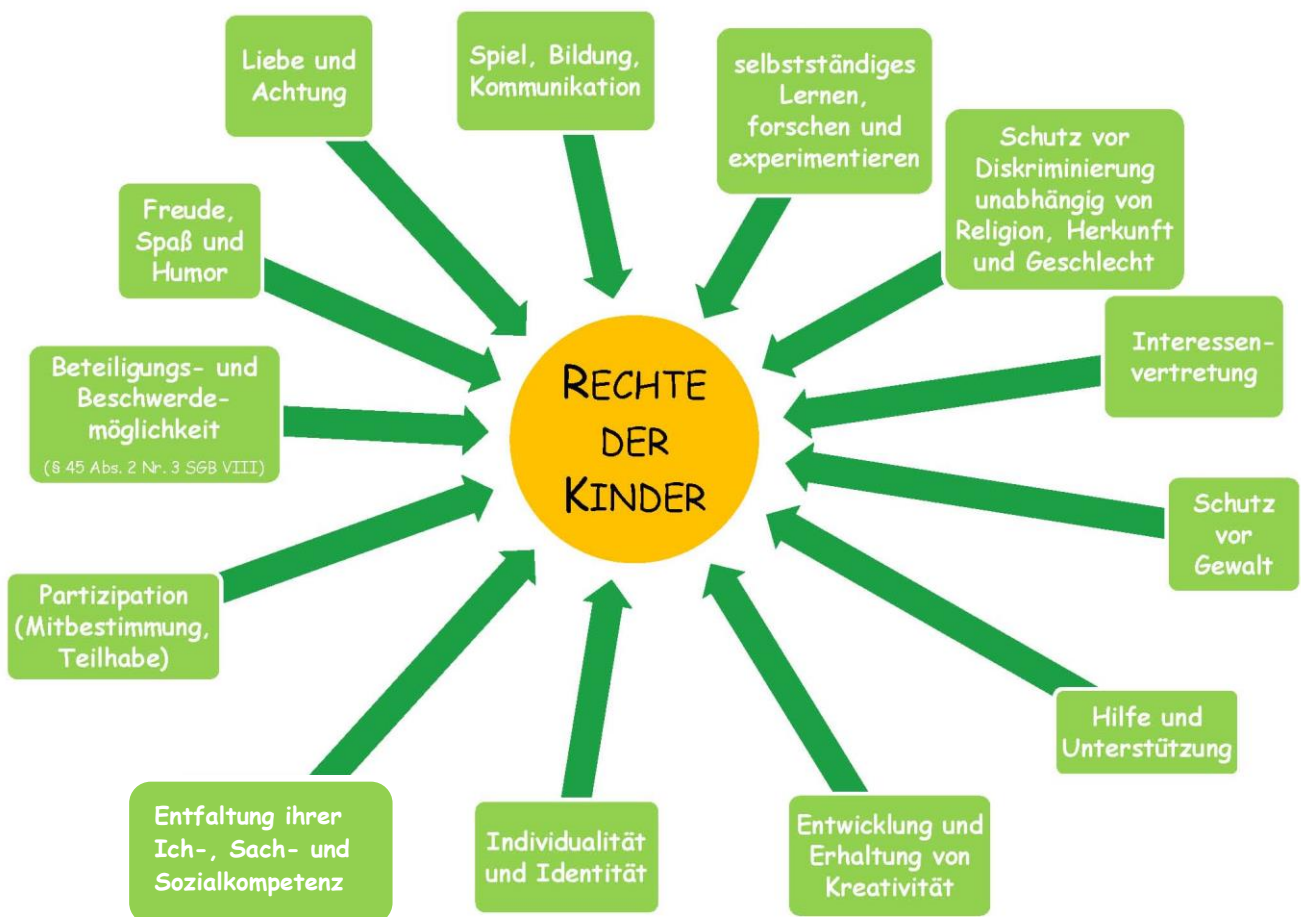 Liebe und
Achtung
Spiel, Bildung,
Kommunikation
selbstständiges
Lernen,
forschen und
experimentieren
Schutz vor
Diskriminierung
unabhängig von
Religion, Herkunft
und Geschlecht
Freude,
Spaß und
Humor
Interessen-
vertretung
Beteiligungs- und
Beschwerde-
möglichkeit
(§ 45 Abs. 2 Nr. 3 SGB VIII)
RECHTE
DER
KINDER
Schutz
vor
Gewalt
Partizipation
(Mitbestimmung,
Teilhabe)
Hilfe und
Unterstützung
Entfaltung ihrer
Ich-, Sach- und
Sozialkompetenz
Individualität
und Identität
Entwicklung und
Erhaltung von
Kreativität